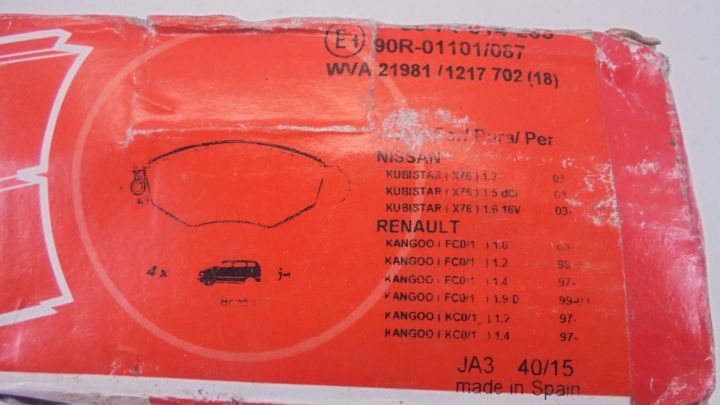 E1
90R-01101/067
WVA 21981 /1217 702 (18)
Para/ Per
NISSAN
KUBISTAR ( X76 ) 1.2 03-
KUBISTAR ( X76 ) 1.5 dCi 03-
KUBISTAR ( X76 ) 1.6 16V 03-
RENAULT
KANGOO ( FC0/1_ ) 1.0
KANGOO ( FC0/1_ ) 1.2
KANGOO ( FC0/1_ ) 1.4 97-
KANGOO ( FC0/1_ ) 1.9 D
KANGOO ( KC0/1_ ) 1.2 97-
KANGOO ( KC0/1_ ) 1.4 97-
4 x
JA3 40/15
made in Spain